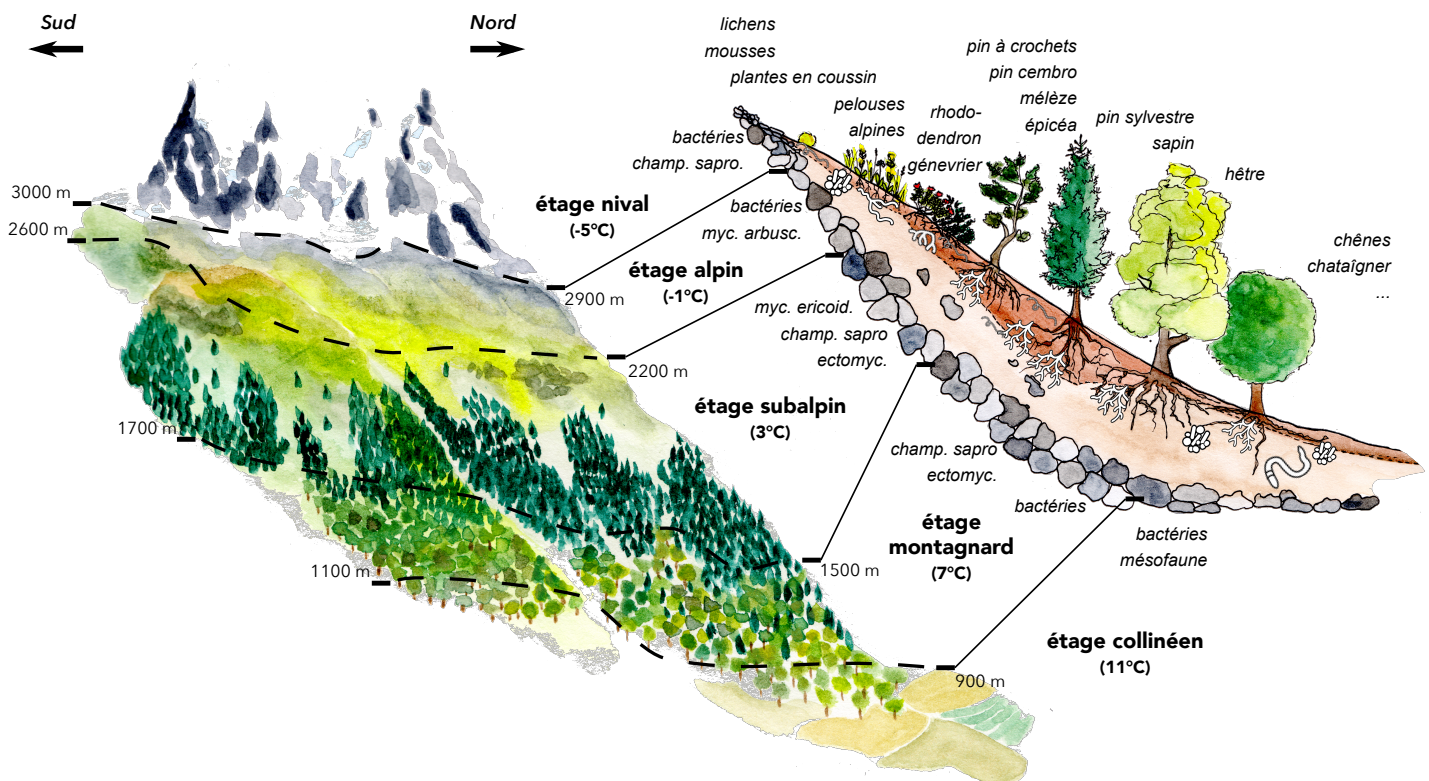 Sud
Nord
3000 m
2600 m
1700 m
1100 m
2900 m
2200 m
1500 m
900 m
étage nival
(-5°C)
étage alpin
(-1°C)
étage subalpin
(3°C)
étage
montagnard
(7°C)
étage collinéen
(11°C)
lichens
mousses
plantes en coussin
pelouses
alpines
rhodo-
dendron
génevrier
pin à crochets
pin cembro
mélèze
épicéa
pin sylvestre
sapin
hêtre
chênes
chataîgner
...
bactéries
champ. sapro.
bactéries
myc. arbusc.
myc. ericoid.
champ. sapro
ectomyc.
champ. sapro
ectomyc.
bactéries
bactéries
mésofaune